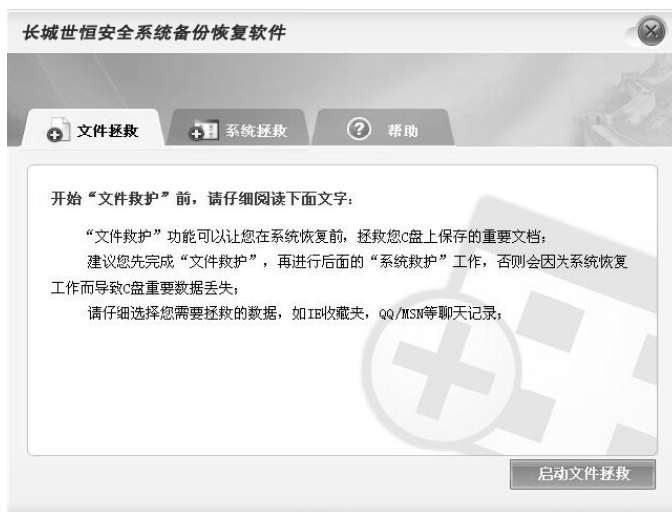 长城世恒安全系统备份恢复软件
文件拯救 系统拯救 帮助
开始“文件救护”前，请仔细阅读下面文字：
“文件救护”功能可以让您在系统恢复前，拯救您C盘上保存的重要文档；
建议您先完成“文件救护”，再进行后面的“系统救护”工作，否则会因为系统恢复
工作而导致C盘重要数据丢失；
请仔细选择您需要拯救的数据，如IE收藏夹，QQ/MSN等聊天记录；
启动文件拯救